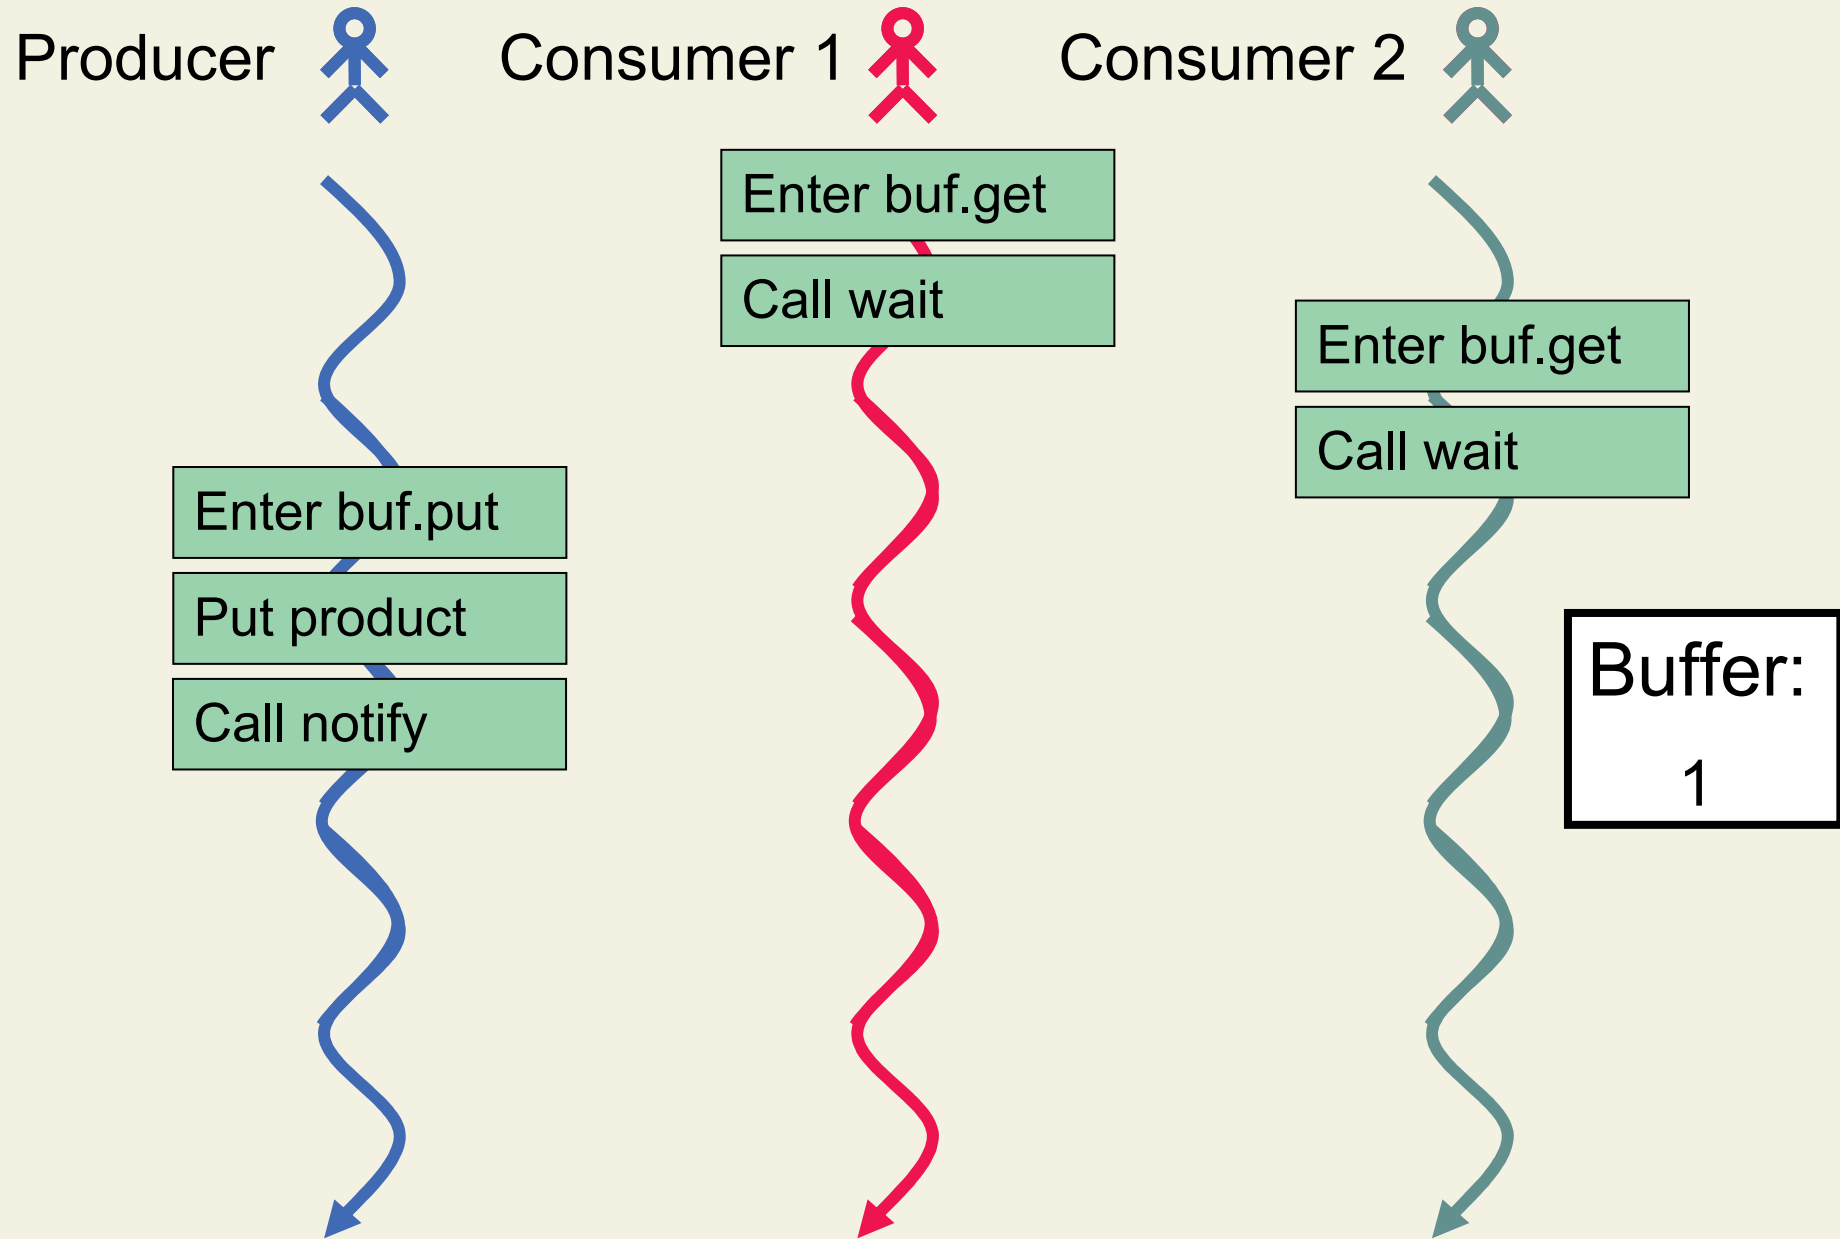 Producer
Consumer 1
Consumer 2
Enter buf.get
Call wait
Enter buf.get
Call wait
Enter buf.put
Put product
Call notify
Buffer:
1